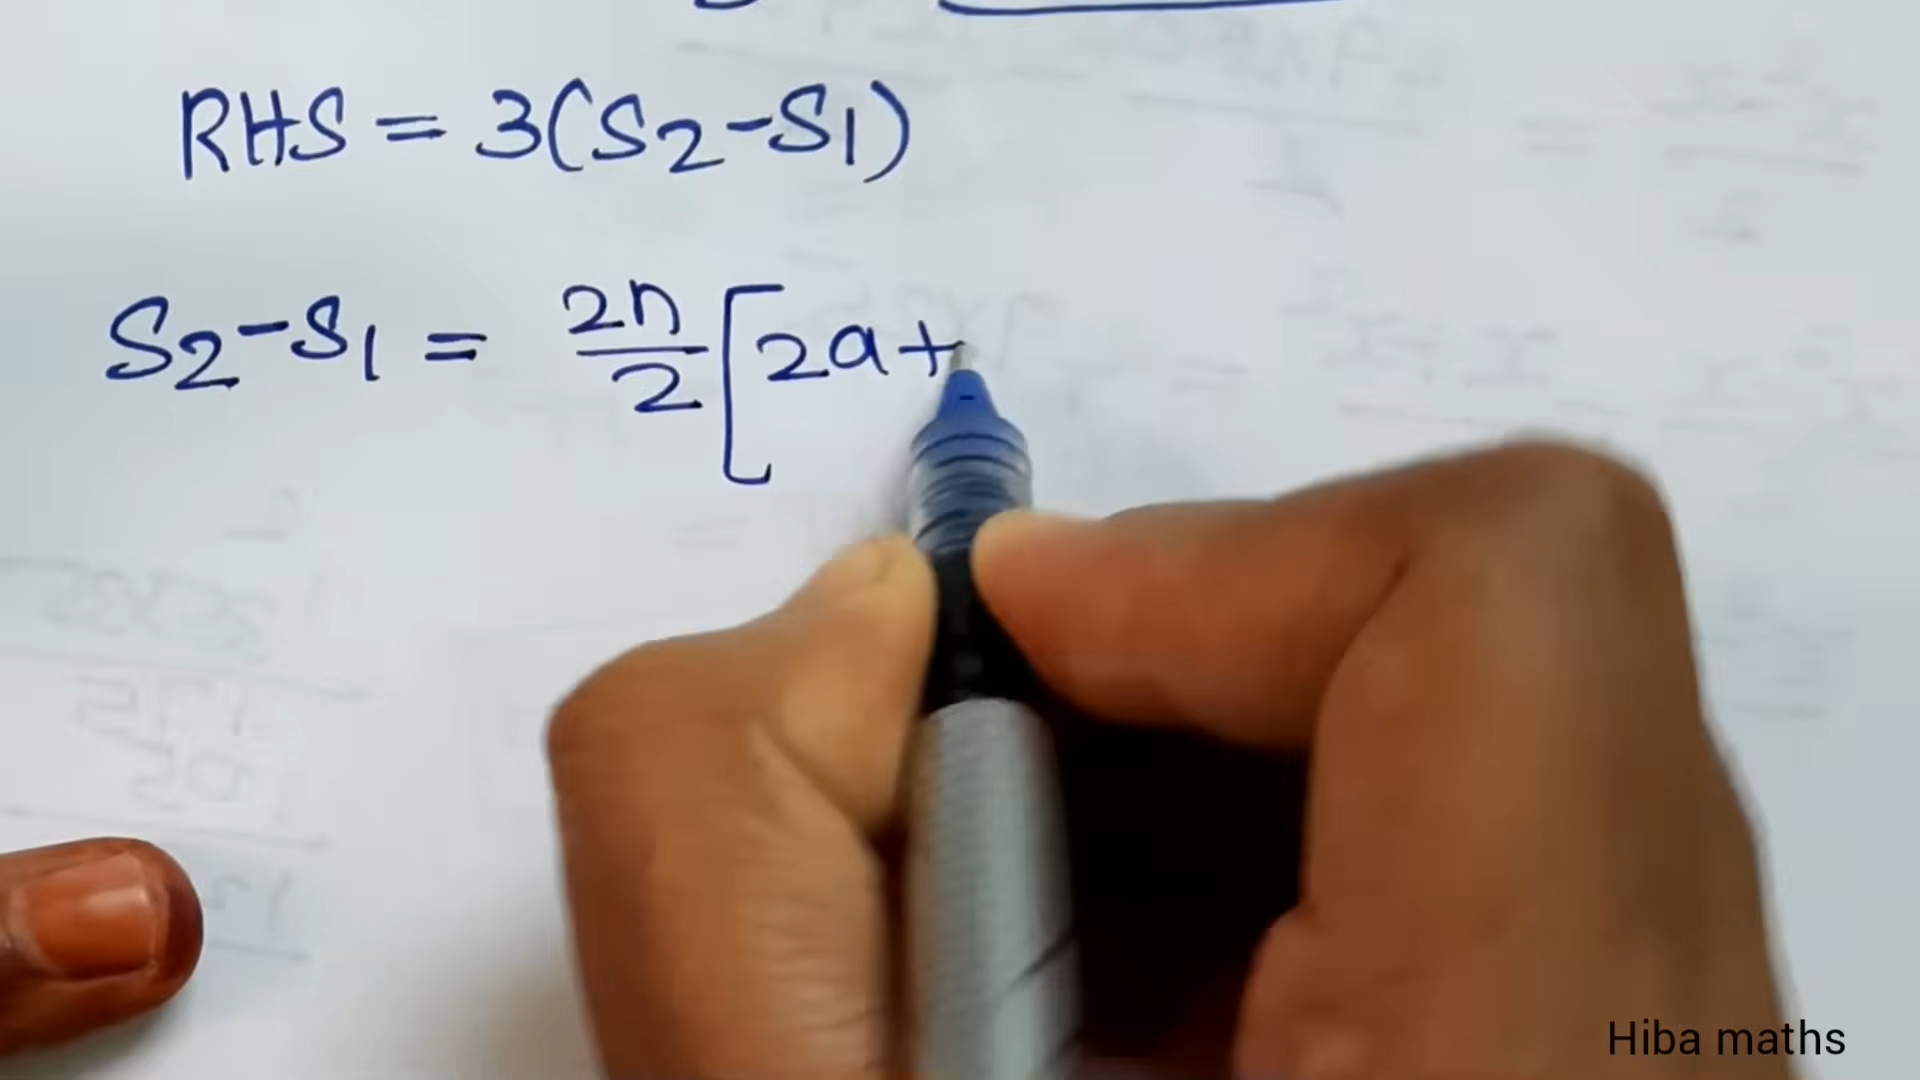 RHS = 3(S2-S1)
S2-S1 = 2n/2 [2a+
Hiba maths